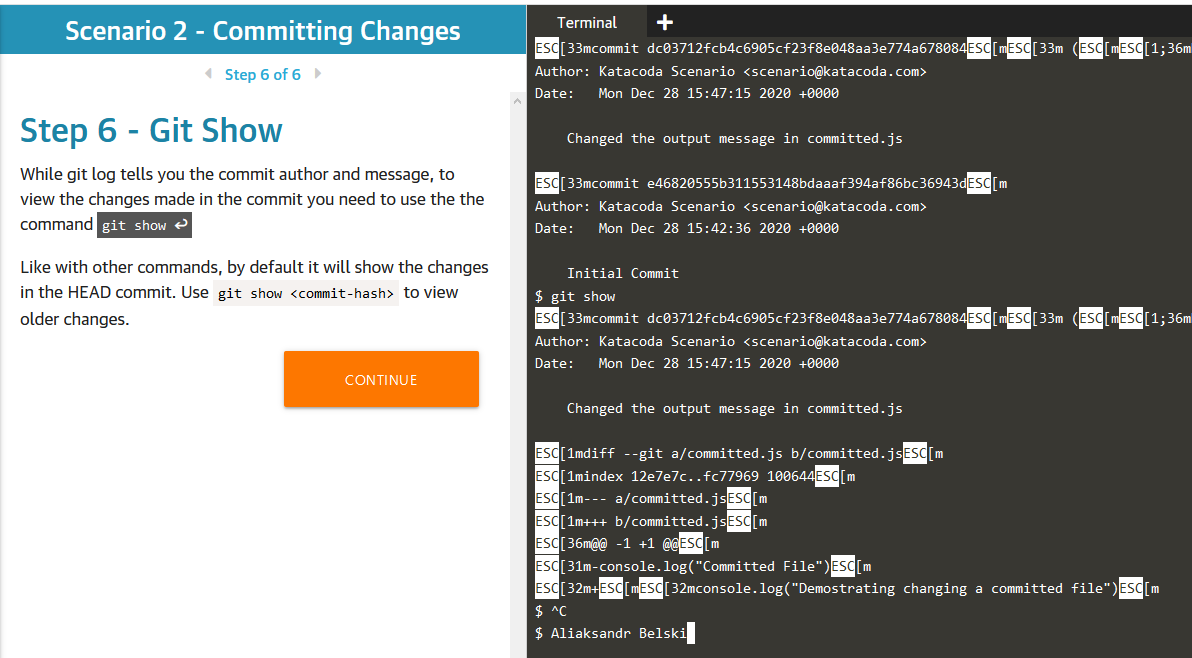 Scenario 2 - Committing Changes
Step 6 of 6
Step 6 - Git Show
While git log tells you the commit author and message, to
view the changes made in the commit you need to use the the
command git show ↩
Like with other commands, by default it will show the changes
in the HEAD commit. Use git show <commit-hash> to view
older changes.
CONTINUE
Terminal +
ESC[33mcommit dc03712fcb4c6905cf23f8e048aa3e774a678084ESC[mESC[33m (ESC[mESC[1;36m
Author: Katacoda Scenario <scenario@katacoda.com>
Date:   Mon Dec 28 15:47:15 2020 +0000
Changed the output message in committed.js
ESC[33mcommit e46820555b311553148bdaaaf394af86bc36943dESC[m
Author: Katacoda Scenario <scenario@katacoda.com>
Date:   Mon Dec 28 15:42:36 2020 +0000
Initial Commit
$ git show
ESC[33mcommit dc03712fcb4c6905cf23f8e048aa3e774a678084ESC[mESC[33m (ESC[mESC[1;36m
Author: Katacoda Scenario <scenario@katacoda.com>
Date:   Mon Dec 28 15:47:15 2020 +0000
Changed the output message in committed.js
ESC[1mdiff --git a/committed.js b/committed.jsESC[m
ESC[1mindex 12e7e7c..fc77969 100644ESC[m
ESC[1m--- a/committed.jsESC[m
ESC[1m+++ b/committed.jsESC[m
ESC[36m@@ -1 +1 @@ESC[m
ESC[31m-console.log("Committed File")ESC[m
ESC[32m+ESC[mESC[32mconsole.log("Demostrating changing a committed file")ESC[m
$ ^C
$ Aliaksandr Belski